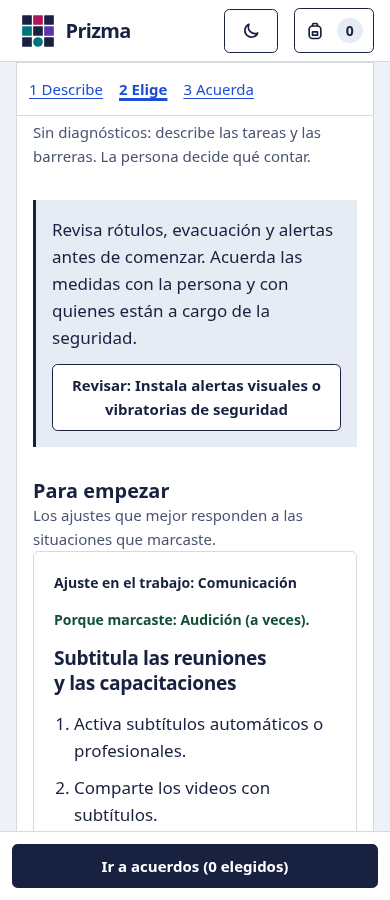 Prizma
0
1 Describe 2 Elige 3 Acuerda
Sin diagnósticos: describe las tareas y las
barreras. La persona decide qué contar.
Revisa rótulos, evacuación y alertas
antes de comenzar. Acuerda las
medidas con la persona y con
quienes están a cargo de la
seguridad.
Revisar: Instala alertas visuales o
vibratorias de seguridad
Para empezar
Los ajustes que mejor responden a las
situaciones que marcaste.
Ajuste en el trabajo: Comunicación
Porque marcaste: Audición (a veces).
Subtitula las reuniones
y las capacitaciones
1. Activa subtítulos automáticos o
profesionales.
2. Comparte los videos con
subtítulos.
Ir a acuerdos (0 elegidos)